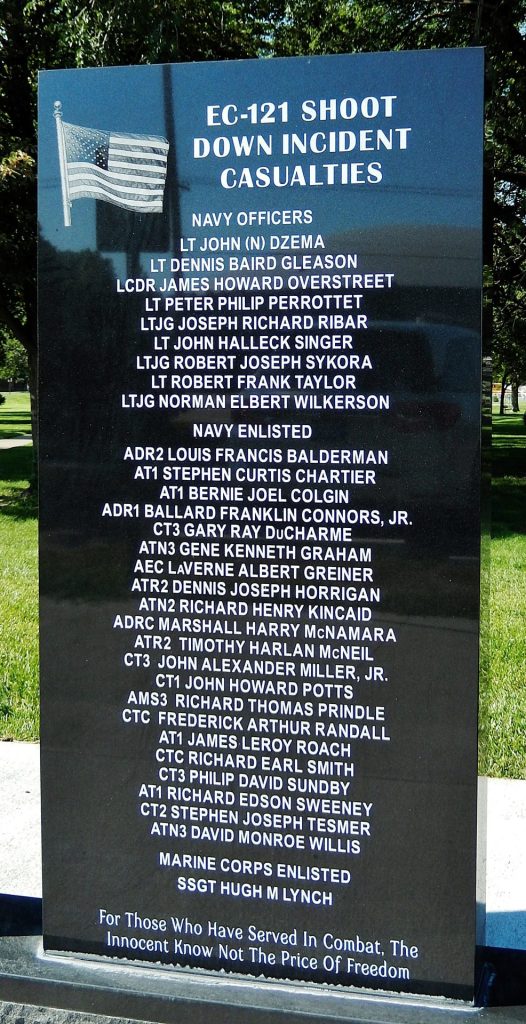 EC-121 SHOOT
DOWN INCIDENT
CASUALTIES
NAVY OFFICERS
LT JOHN (N) DZEMA
LT DENNIS BAIRD GLEASON
LCDR JAMES HOWARD OVERSTREET
LT PETER PHILIP PERROTTET
LTJG JOSEPH RICHARD RIBAR
LT JOHN HALLECK SINGER
LTJG ROBERT JOSEPH SYKORA
LT ROBERT FRANK TAYLOR
LTJG NORMAN ELBERT WILKERSON
NAVY ENLISTED
ADR2 LOUIS FRANCIS BALDERMAN
AT1 STEPHEN CURTIS CHARTIER
AT1 BERNIE JOEL COLGIN
ADR1 BALLARD FRANKLIN CONNORS, JR.
CT3 GARY RAY DuCHARME
ATN3 GENE KENNETH GRAHAM
AEC LaVERNE ALBERT GREINER
ATR2 DENNIS JOSEPH HORRIGAN
ATN2 RICHARD HENRY KINCAID
ADRC MARSHALL HARRY McNAMARA
ATR2 TIMOTHY HARLAN McNEIL
CT3 JOHN ALEXANDER MILLER, JR.
CT1 JOHN HOWARD POTTS
AMS3 RICHARD THOMAS PRINDLE
CTC FREDERICK ARTHUR RANDALL
AT1 JAMES LEROY ROACH
CTC RICHARD EARL SMITH
CT3 PHILIP DAVID SUNDBY
AT1 RICHARD EDSON SWEENEY
CT2 STEPHEN JOSEPH TESMER
ATN3 DAVID MONROE WILLIS
MARINE CORPS ENLISTED
SSGT HUGH M LYNCH
For Those Who Have Served In Combat, The
Innocent Know Not The Price Of Freedom